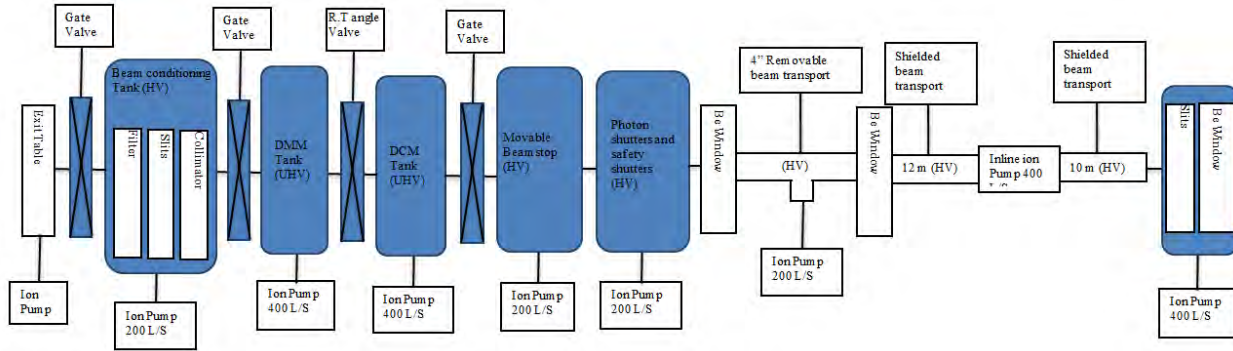 Gate
Valve
Gate
Valve
R.T angle
Valve
Gate
Valve
4" Removable
beam transport
Shielded
beam
transport
Shielded
beam
transport
Exit Table
Beam conditioning
Tank (HV)
Filter
Slits
Collimator
DMM
Tank
(UHV)
DCM
Tank
(UHV)
Movable
Beam stop
(HV)
Photon
shutters and
safety
shutters
(HV)
Be Window
(HV)
Be Window
12 m (HV)
Inline ion
Pump 400
L/S
10 m (HV)
Slits
Be Window
Ion
Pump
Ion Pump
200 L/S
Ion Pump
400 L/S
Ion Pump
400 L/S
Ion Pump
200 L/S
Ion Pump
200 L/S
Ion Pump
200 L/S
Ion Pump
400 L/S